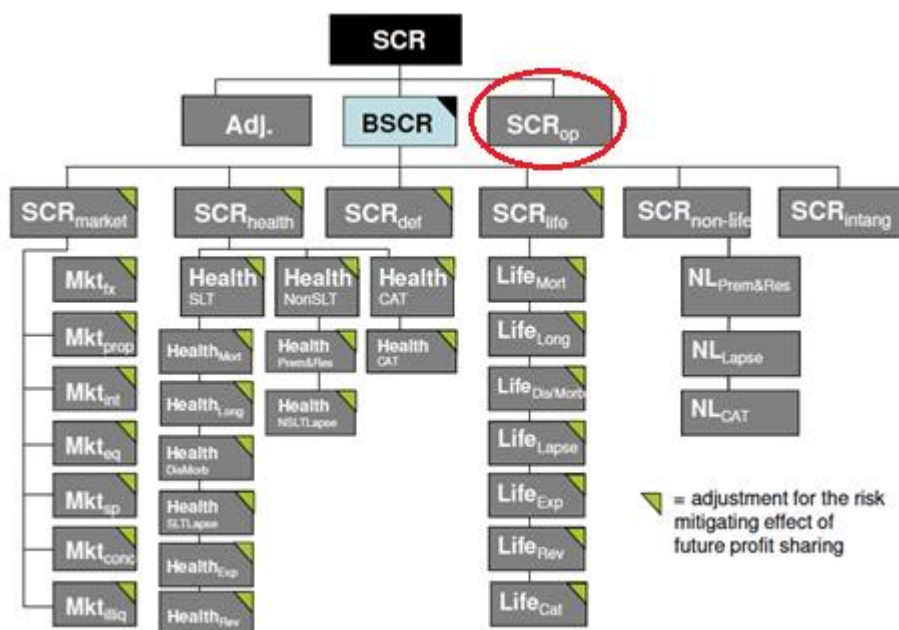 SCR
Adj.
BSCR
SCRop
SCRmarket
SCRhealth
SCRdef
SCRlife
SCRnon-life
SCRintang
Mktfx
Mktprop
Mktint
Mkteq
Mktsp
Mktconc
Mktilliq
Health
SLT
HealthMort
HealthLong
Health
DisMorb
Health
SLTLapse
HealthExp
HealthRev
Health
NonSLT
Health
Prem&Res
Health
NSLTLapse
Health
CAT
Health
CAT
LifeMort
LifeLong
LifeDis/Morb
LifeLapse
LifeExp
LifeRev
LifeCat
NLPrem&Res
NLLapse
NLCAT
= adjustment for the risk
mitigating effect of
future profit sharing